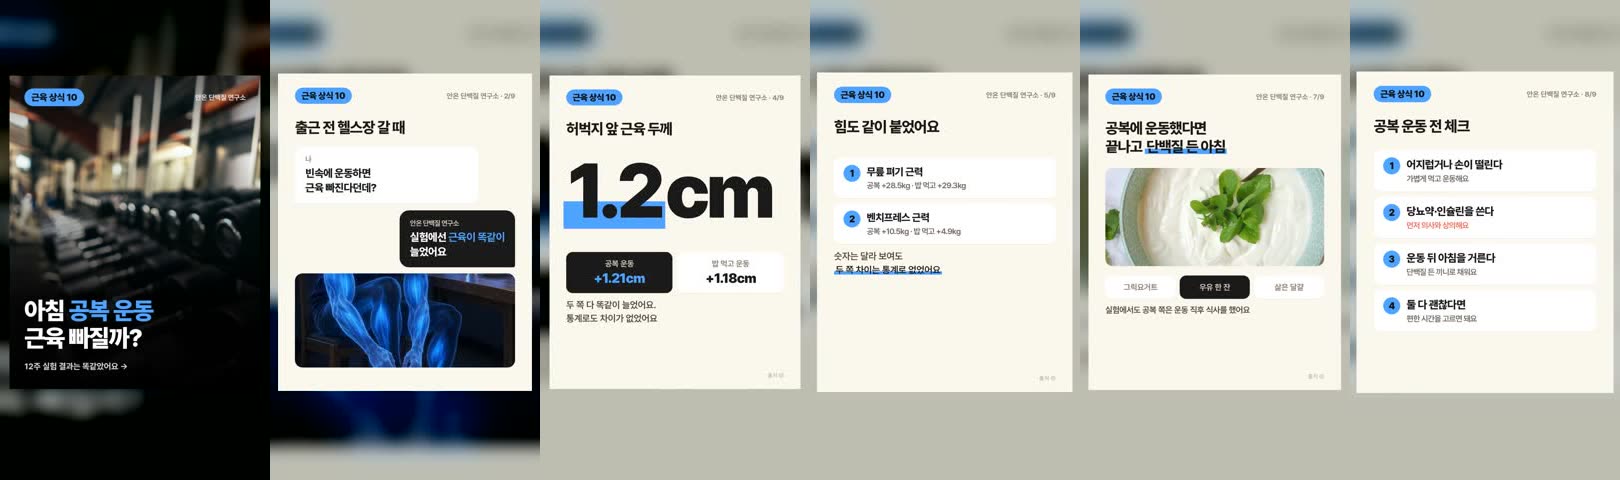 근육 상식 10
안온 단백질 연구소
아침 공복 운동
근육 빠질까?
12주 실험 결과는 똑같았어요 →
근육 상식 10
안온 단백질 연구소 · 2/9
출근 전 헬스장 갈 때
나
빈속에 운동하면
근육 빠진다던데?
안온 단백질 연구소
실험에선 근육이 똑같이
늘었어요
근육 상식 10
안온 단백질 연구소 · 4/9
허벅지 앞 근육 두께
1.2cm
공복 운동
+1.21cm
밥 먹고 운동
+1.18cm
두 쪽 다 똑같이 늘었어요.
통계로도 차이가 없었어요
근육 상식 10
안온 단백질 연구소 · 5/9
힘도 같이 붙었어요
1
무릎 펴기 근력
공복 +28.5kg · 밥 먹고 +29.3kg
2
벤치프레스 근력
공복 +10.5kg · 밥 먹고 +4.9kg
숫자는 달라 보여도
두 쪽 차이는 통계로 없었어요
근육 상식 10
안온 단백질 연구소 · 7/9
공복에 운동했다면
끝나고 단백질 든 아침
그릭요거트
우유 한 잔
삶은 달걀
실험에서도 공복 쪽은 운동 직후 식사를 했어요
근육 상식 10
안온 단백질 연구소 · 8/9
공복 운동 전 체크
1
어지럽거나 손이 떨린다
가볍게 먹고 운동해요
2
당뇨약·인슐린을 쓴다
먼저 의사와 상의해요
3
운동 뒤 아침을 거른다
단백질 든 끼니로 채워요
4
둘 다 괜찮다면
편한 시간을 고르면 돼요